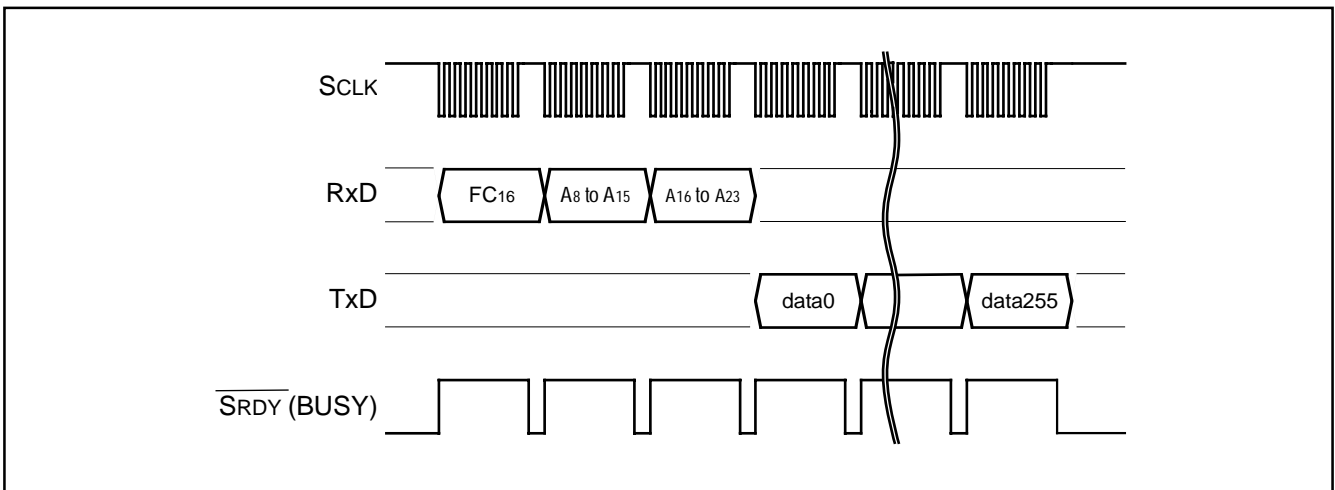 SCLK
RxD
FC16
A8 to A15
A16 to A23
TxD
data0
data255
SRDY (BUSY)